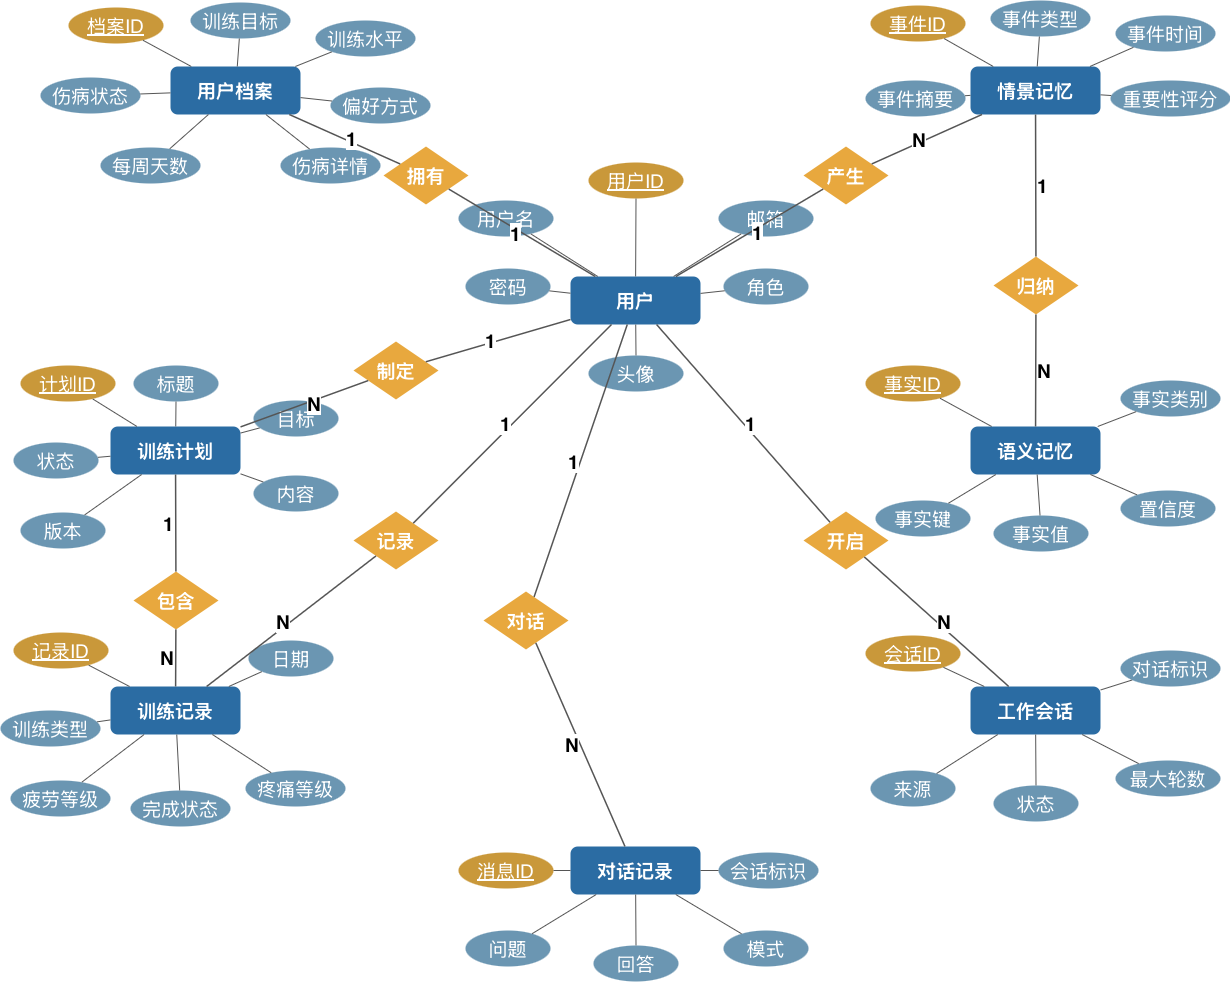 档案ID
训练目标
训练水平
伤病状态
用户档案
偏好方式
每周天数
伤病详情
1
拥有
1
事件ID
事件类型
事件时间
事件摘要
情景记忆
重要性评分
N
产生
1
用户ID
用户名
邮箱
密码
用户
角色
头像
1
归纳
N
1
制定
N
计划ID
标题
目标
状态
训练计划
内容
版本
1
记录
N
1
对话
N
1
开启
N
事实ID
事实类别
语义记忆
事实键
事实值
置信度
1
包含
N
记录ID
日期
训练类型
训练记录
疲劳等级
完成状态
疼痛等级
会话ID
对话标识
工作会话
来源
状态
最大轮数
消息ID
对话记录
会话标识
问题
回答
模式